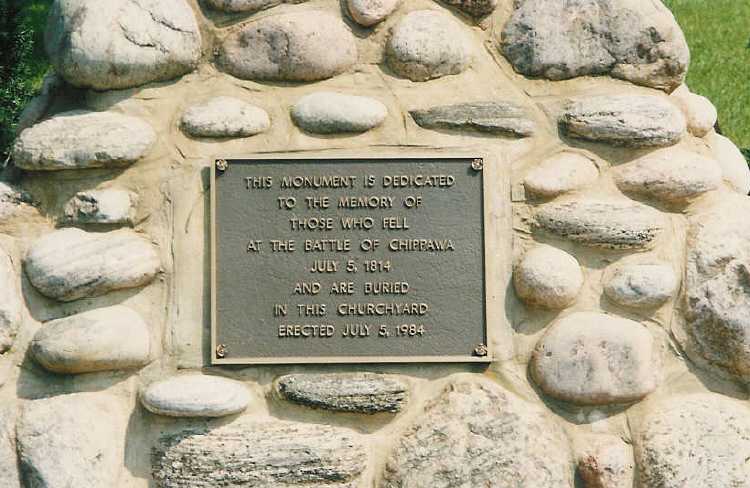 THIS MONUMENT IS DEDICATED
TO THE MEMORY OF
THOSE WHO FELL
AT THE BATTLE OF CHIPPAWA
JULY 5, 1814
AND ARE BURIED
IN THIS CHURCHYARD
ERECTED JULY 5, 1984